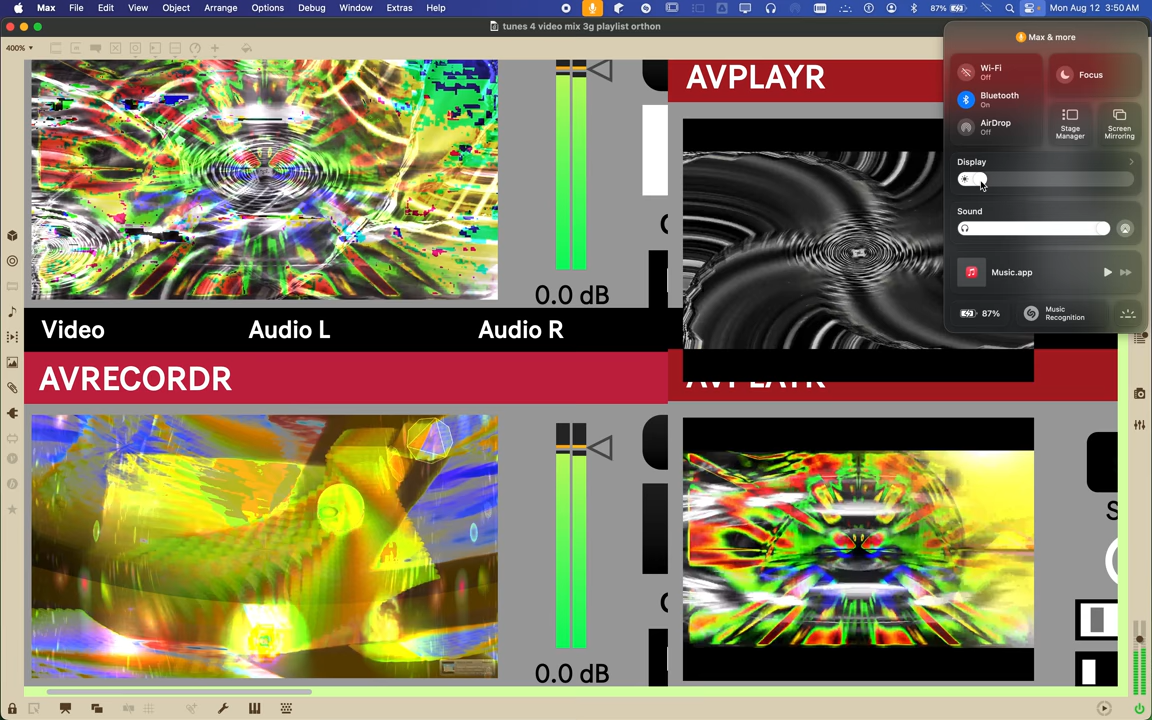 Max File Edit View Object Arrange Options Debug Window Extras Help
87% Mon Aug 12 3:50 AM
tunes 4 video mix 3g playlist orthon
400%
Max & more
Wi-Fi
Off
Focus
Bluetooth
On
AirDrop
Off
Stage
Manager
Screen
Mirroring
Display
Sound
Music.app
87%
Music
Recognition
AVPLAYR
0.0 dB
Video Audio L Audio R
AVRECORDR
AVPLAYR
0.0 dB